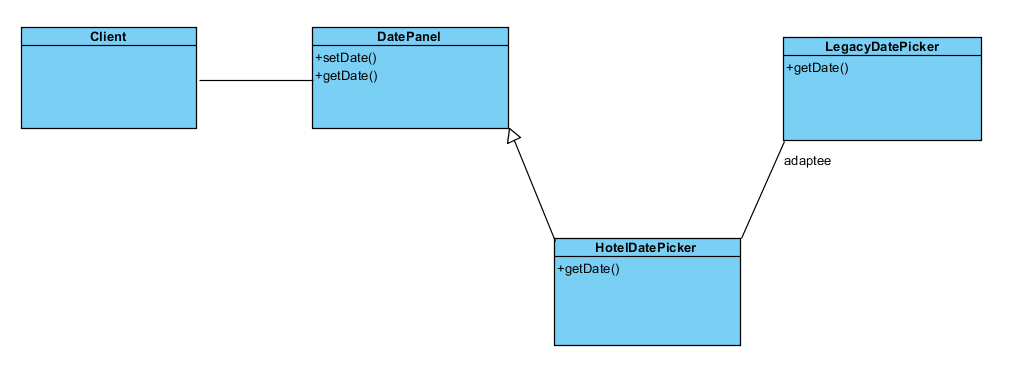 Client
DatePanel
+setDate()
+getDate()
LegacyDatePicker
+getDate()
adaptee
HotelDatePicker
+getDate()